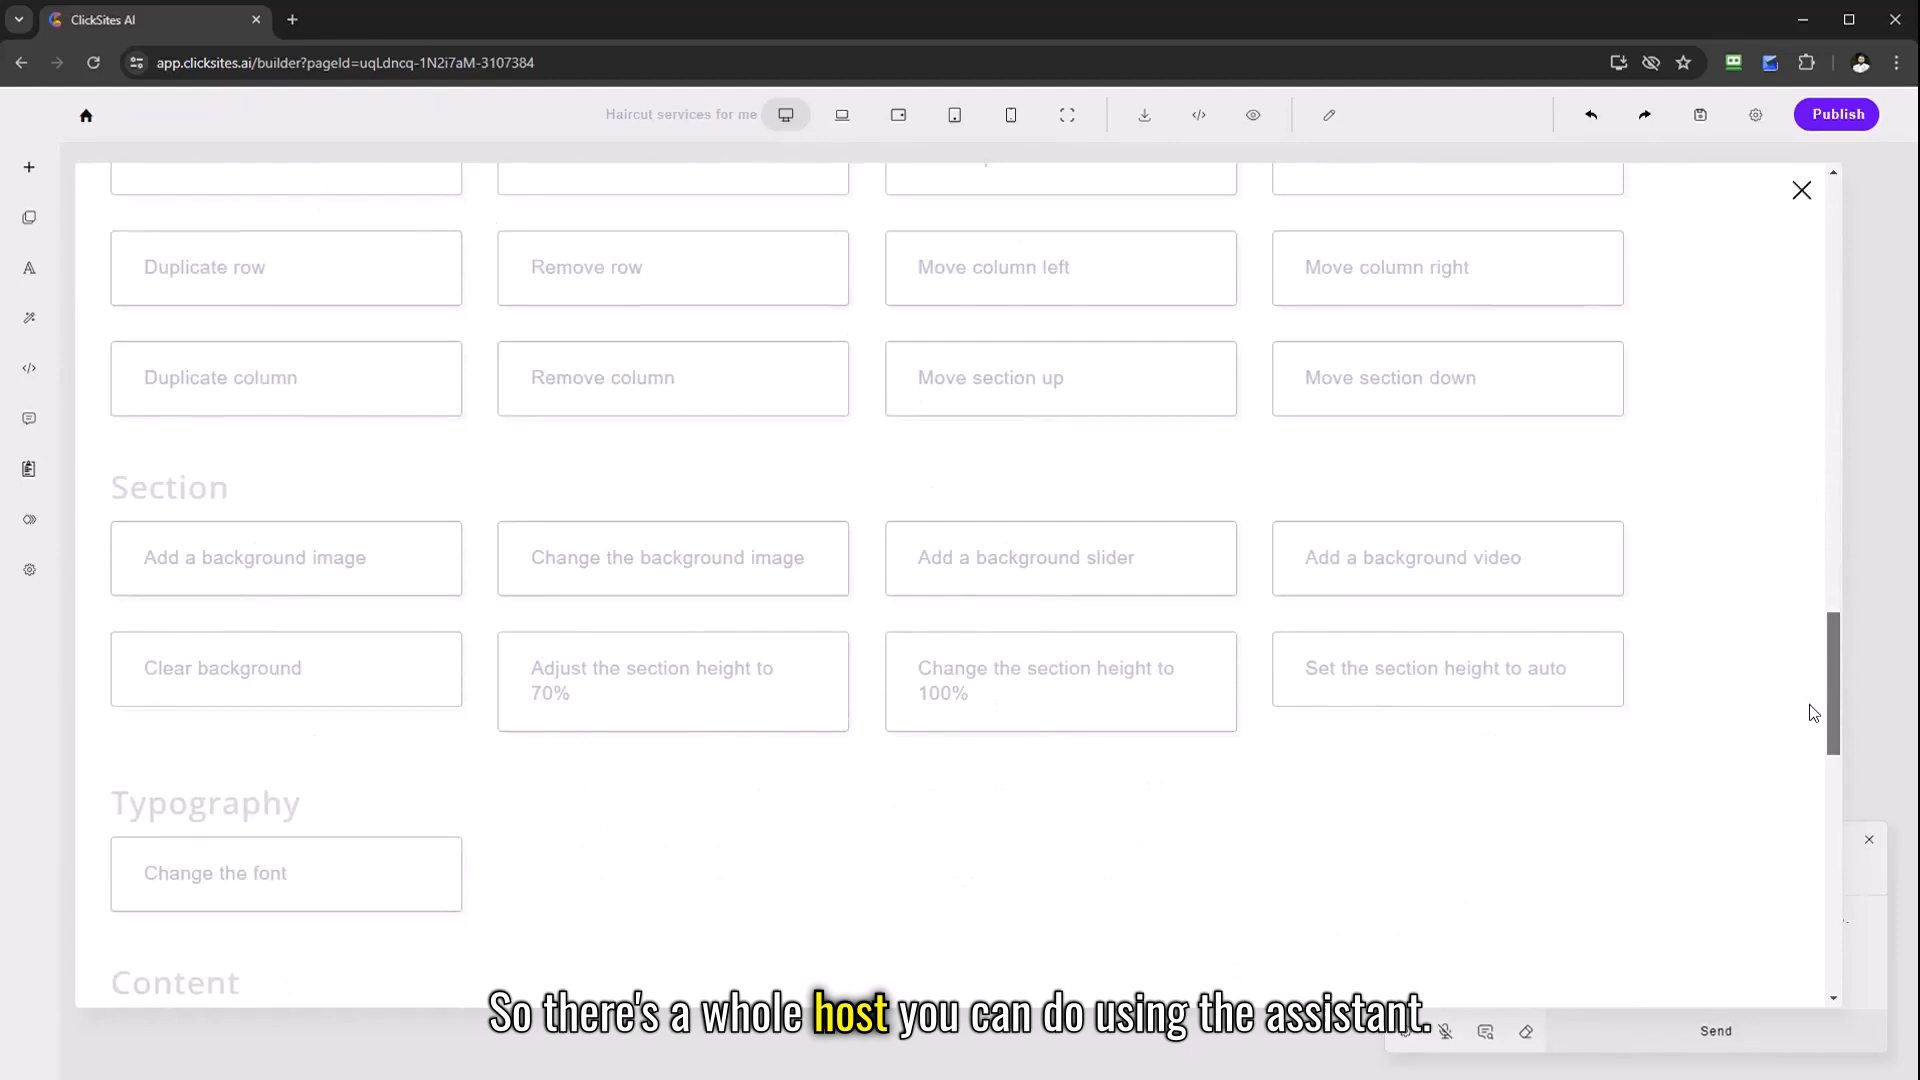 ClickSites AI
app.clicksites.ai/builder?pageId=uqLdncq-1N2i7aM-3107384
Haircut services for me
Publish
Duplicate row
Remove row
Move column left
Move column right
Duplicate column
Remove column
Move section up
Move section down
Section
Add a background image
Change the background image
Add a background slider
Add a background video
Clear background
Adjust the section height to
70%
Change the section height to
100%
Set the section height to auto
Typography
Change the font
Content
So there's a whole host you can do using the assistant.
Send